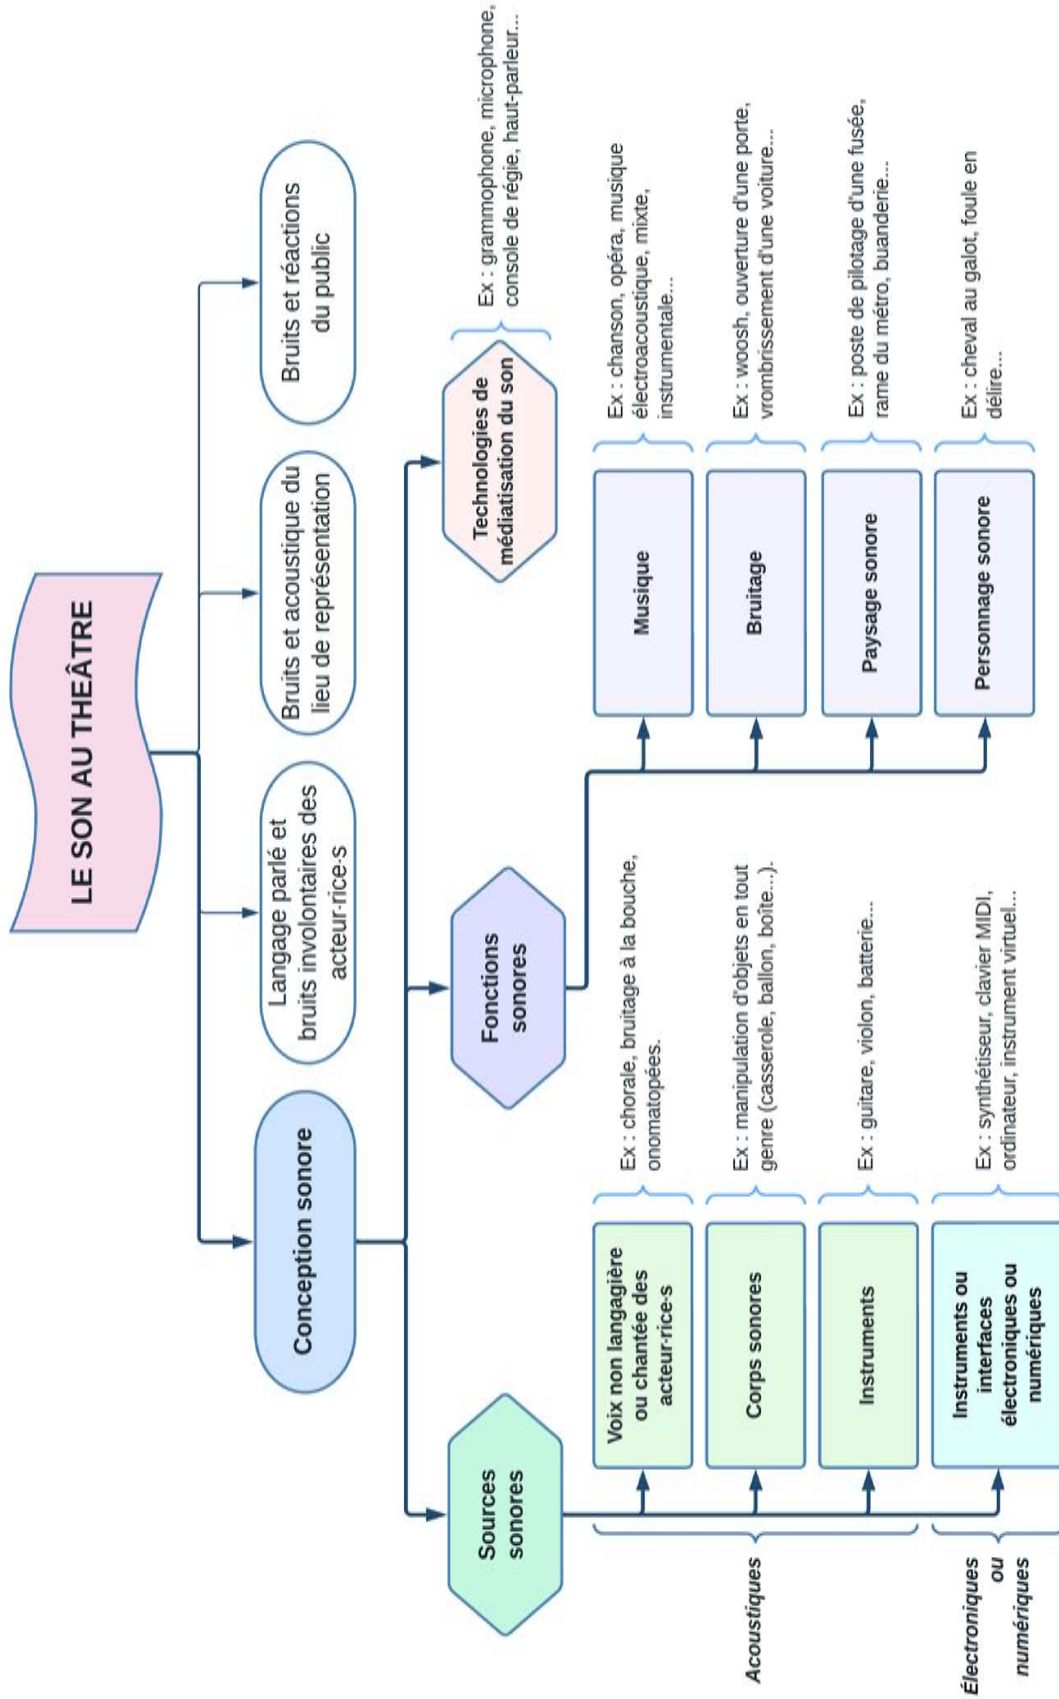 LE SON AU THEÂTRE
Conception sonore
Langage parlé et
bruits involontaires des
acteur·rice·s
Bruits et acoustique du
lieu de représentation
Bruits et réactions
du public
Sources
sonores
Fonctions
sonores
Technologies de
médiatisation du son
Ex : grammophone, microphone,
console de régie, haut-parleur...
Acoustiques
Voix non langagière
ou chantée des
acteur·rice·s
Ex : chorale, bruitage à la bouche,
onomatopées.
Corps sonores
Ex : manipulation d'objets en tout
genre (casserole, ballon, boîte...).
Instruments
Ex : guitare, violon, batterie...
Électroniques
ou
numériques
Instruments ou
interfaces
électroniques ou
numériques
Ex : synthétiseur, clavier MIDI,
ordinateur, instrument virtuel...
Musique
Ex : chanson, opéra, musique
électroacoustique, mixte,
instrumentale...
Bruitage
Ex : woosh, ouverture d'une porte,
vrombrissement d'une voiture...
Paysage sonore
Ex : poste de pilotage d'une fusée,
rame du métro, buanderie...
Personnage sonore
Ex : cheval au galot, foule en
délire...